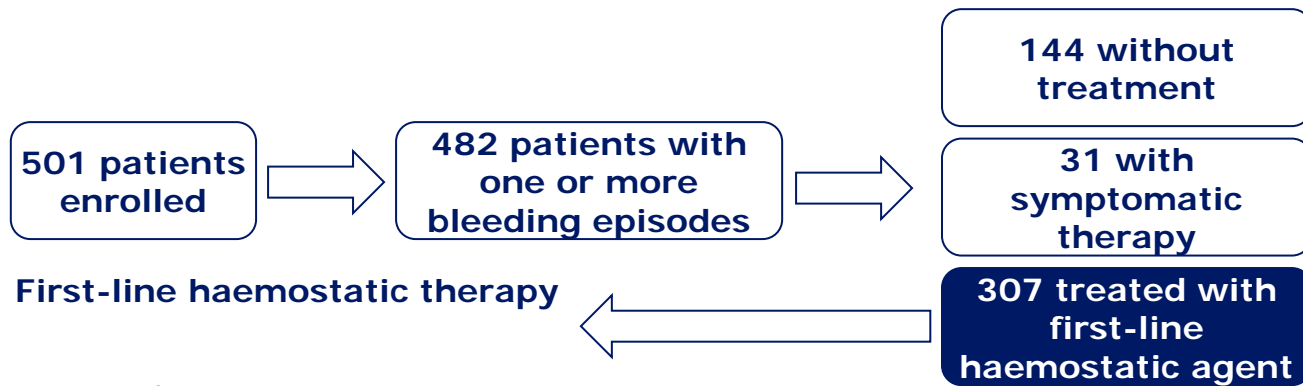 144 without
treatment
501 patients
enrolled
482 patients with
one or more
bleeding episodes
31 with
symptomatic
therapy
First-line haemostatic therapy
307 treated with
first-line
haemostatic agent